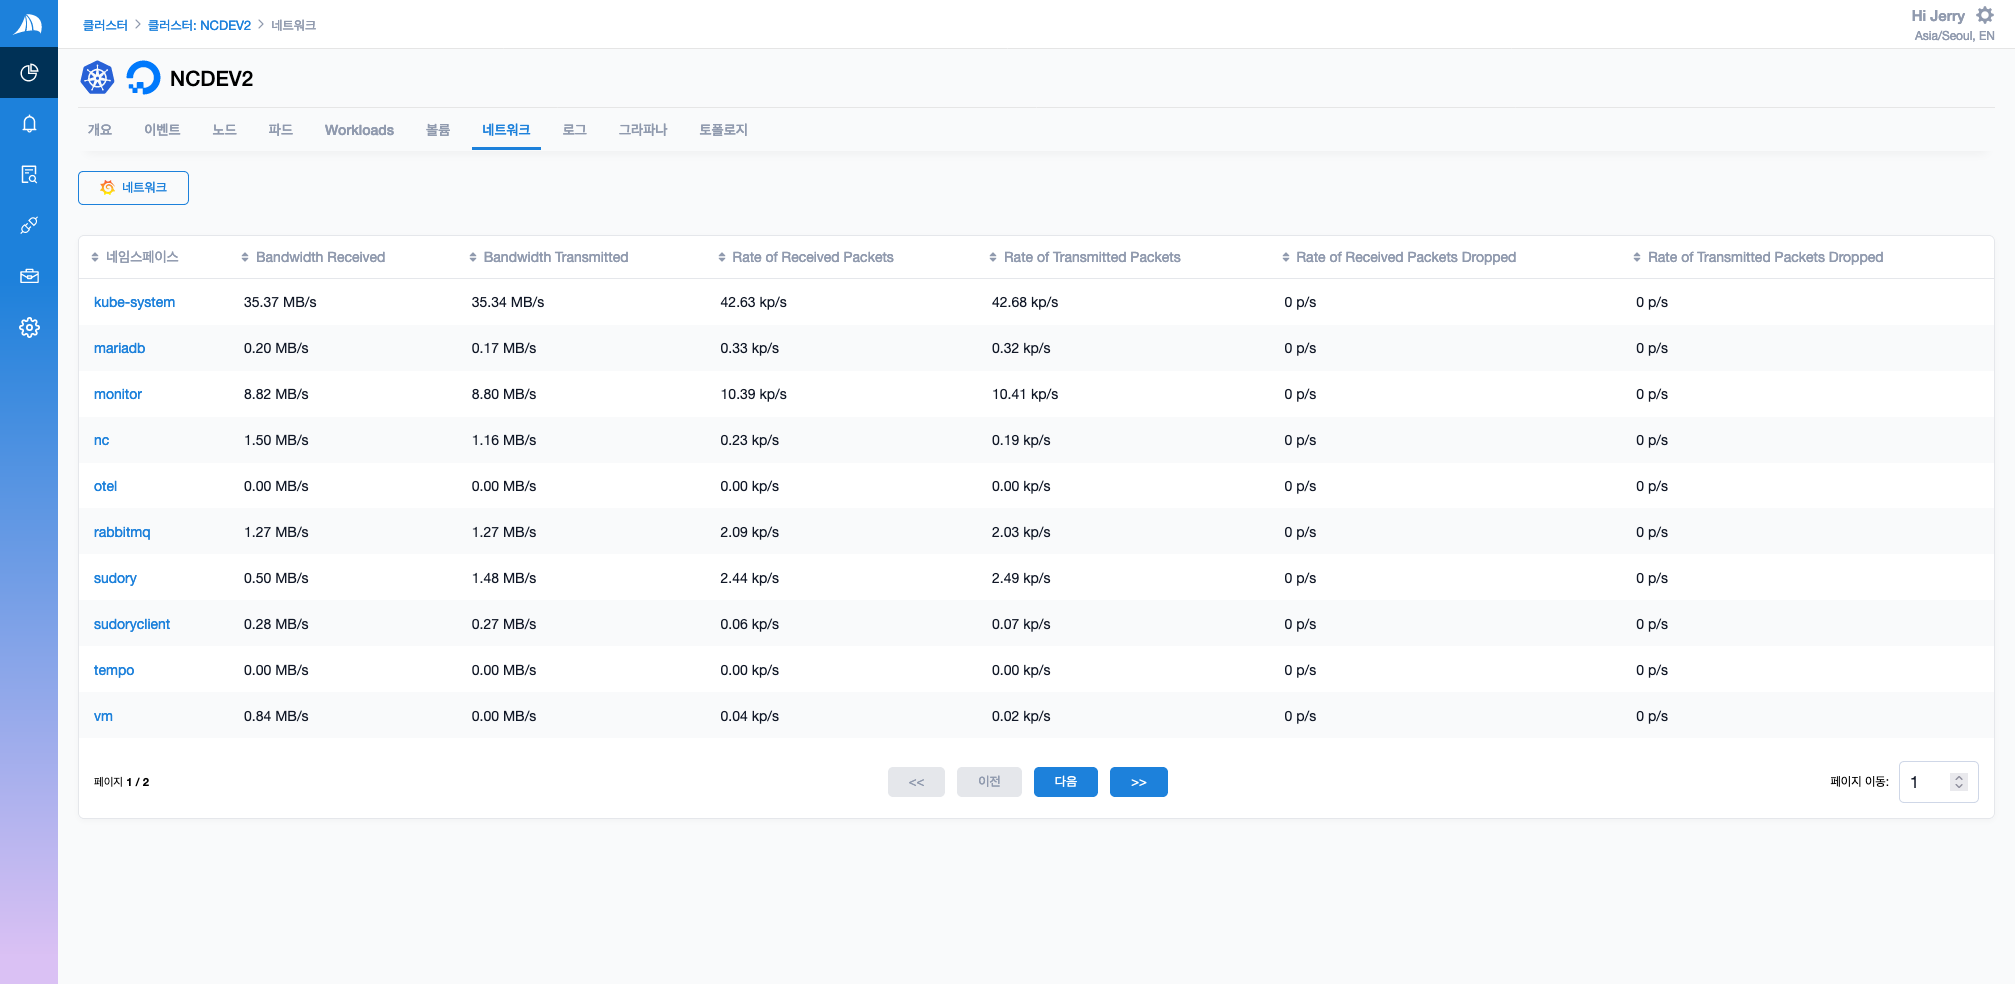 클러스터 > 클러스터: NCDEV2 > 네트워크
Hi Jerry
Asia/Seoul, EN
NCDEV2
개요 이벤트 노드 파드 Workloads 볼륨 네트워크 로그 그라파나 토폴로지
네트워크
네임스페이스 Bandwidth Received Bandwidth Transmitted Rate of Received Packets Rate of Transmitted Packets Rate of Received Packets Dropped Rate of Transmitted Packets Dropped
kube-system 35.37 MB/s 35.34 MB/s 42.63 kp/s 42.68 kp/s 0 p/s 0 p/s
mariadb 0.20 MB/s 0.17 MB/s 0.33 kp/s 0.32 kp/s 0 p/s 0 p/s
monitor 8.82 MB/s 8.80 MB/s 10.39 kp/s 10.41 kp/s 0 p/s 0 p/s
nc 1.50 MB/s 1.16 MB/s 0.23 kp/s 0.19 kp/s 0 p/s 0 p/s
otel 0.00 MB/s 0.00 MB/s 0.00 kp/s 0.00 kp/s 0 p/s 0 p/s
rabbitmq 1.27 MB/s 1.27 MB/s 2.09 kp/s 2.03 kp/s 0 p/s 0 p/s
sudory 0.50 MB/s 1.48 MB/s 2.44 kp/s 2.49 kp/s 0 p/s 0 p/s
sudoryclient 0.28 MB/s 0.27 MB/s 0.06 kp/s 0.07 kp/s 0 p/s 0 p/s
tempo 0.00 MB/s 0.00 MB/s 0.00 kp/s 0.00 kp/s 0 p/s 0 p/s
vm 0.84 MB/s 0.00 MB/s 0.04 kp/s 0.02 kp/s 0 p/s 0 p/s
페이지 1 / 2 << 이전 다음 >> 페이지 이동: 1